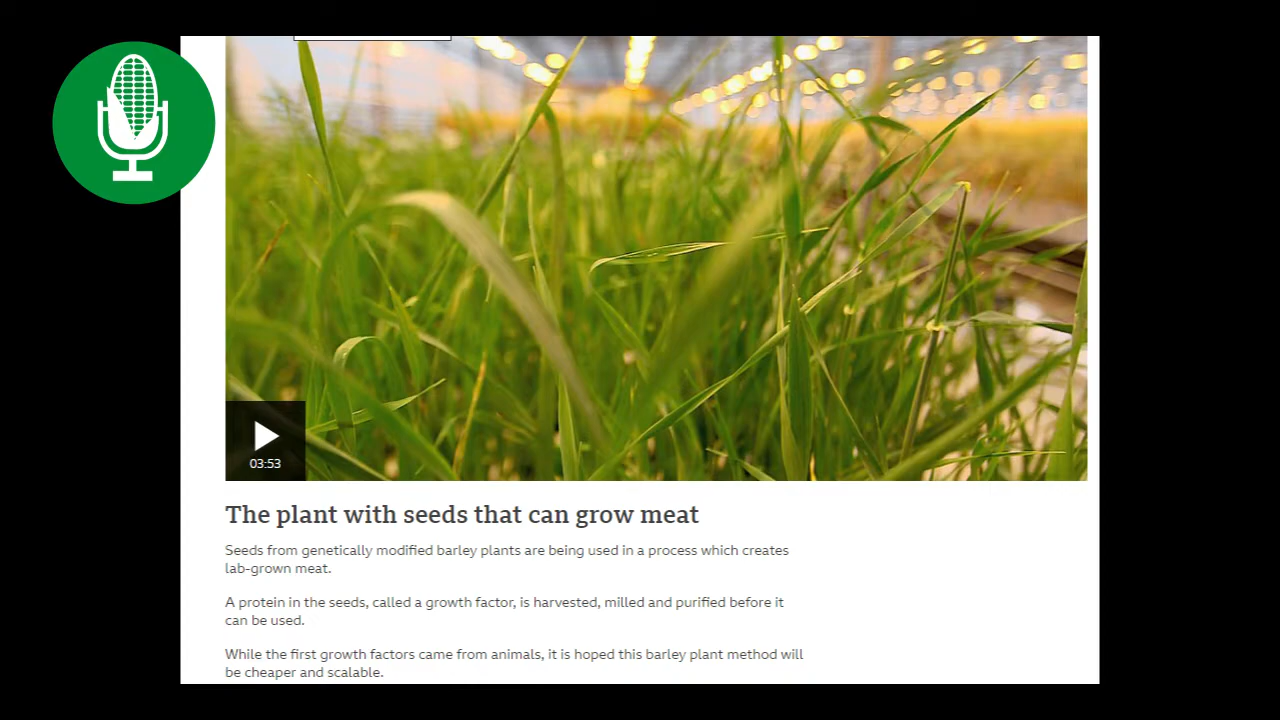 03:53
The plant with seeds that can grow meat
Seeds from genetically modified barley plants are being used in a process which creates
lab-grown meat.
A protein in the seeds, called a growth factor, is harvested, milled and purified before it
can be used.
While the first growth factors came from animals, it is hoped this barley plant method will
be cheaper and scalable.